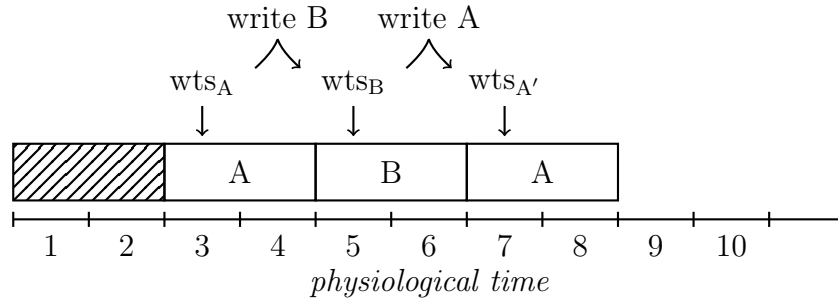 write B write A
wts_A wts_B wts_A'
A B A
1 2 3 4 5 6 7 8 9 10
physiological time